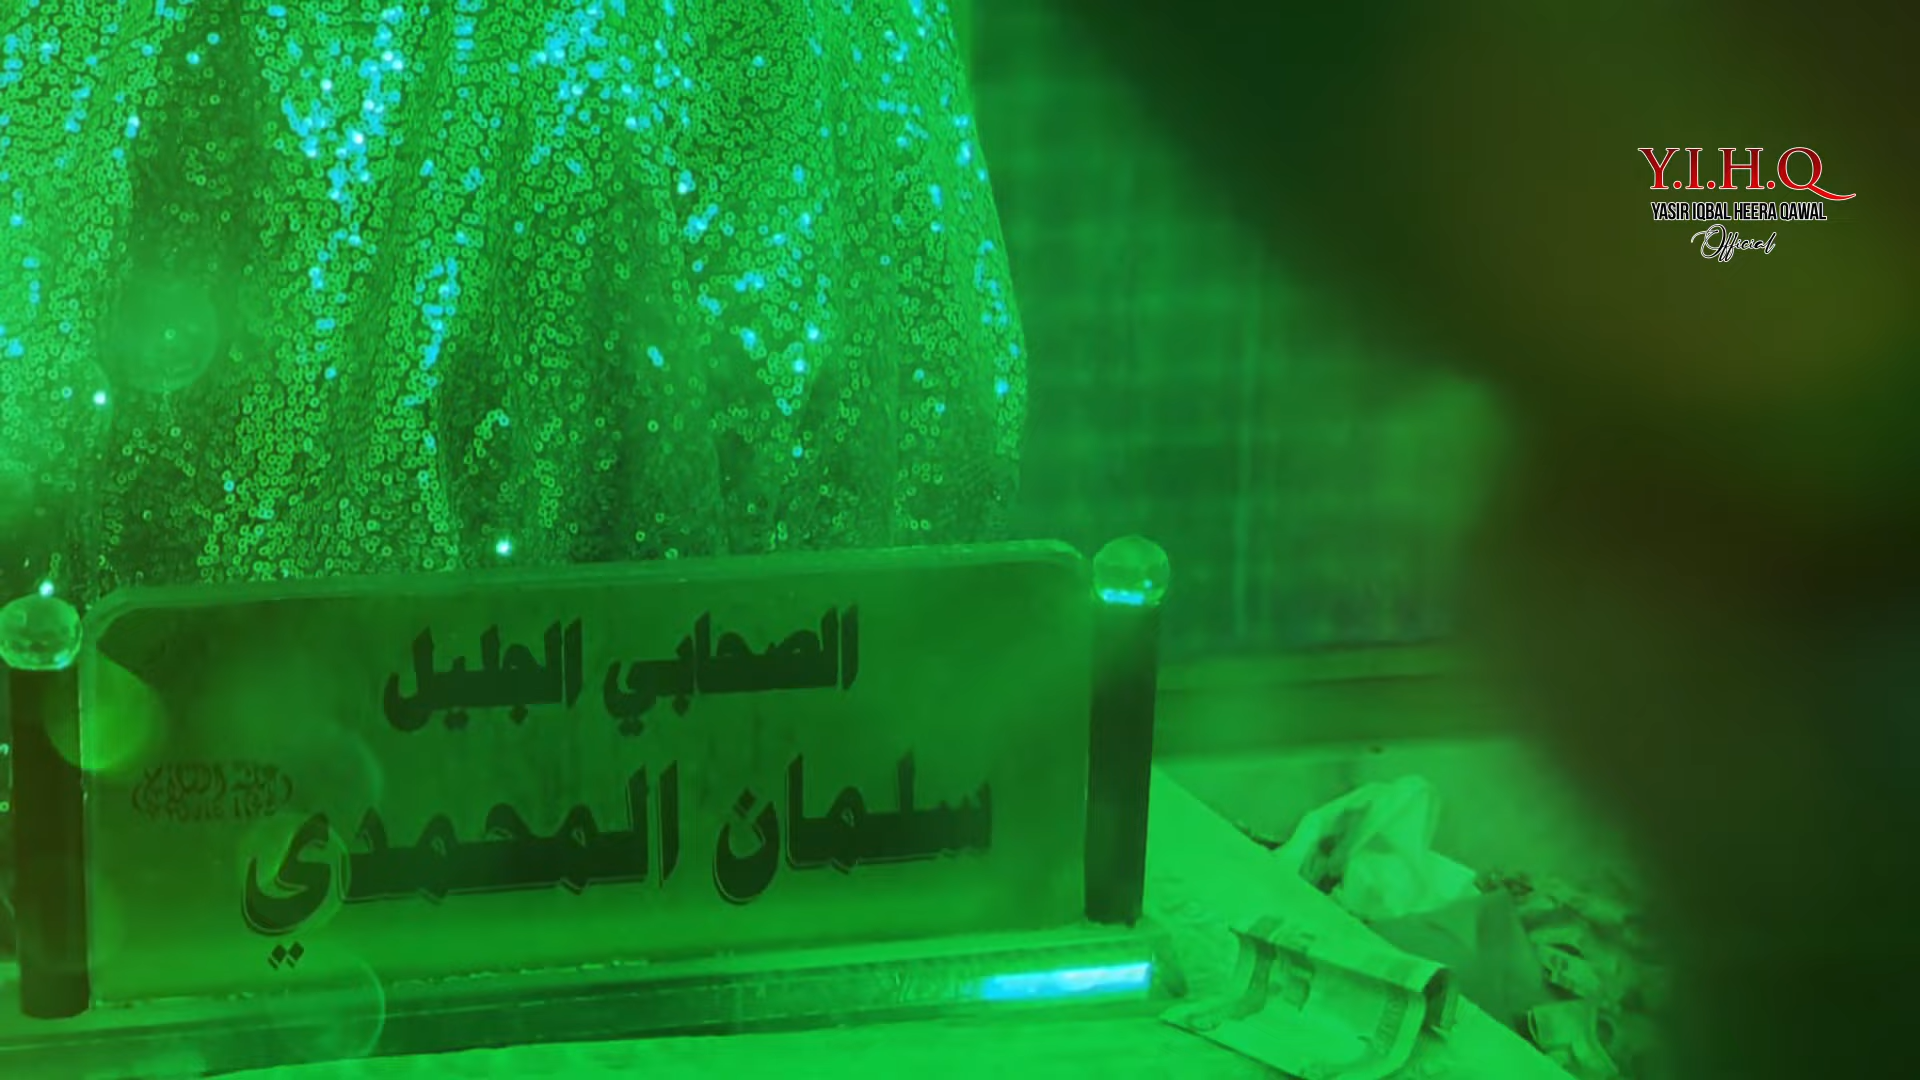 Y.I.H.Q
YASIR IQBAL HEERA QAWAL
Official
الصحابي الجليل
سلمان المحمدي